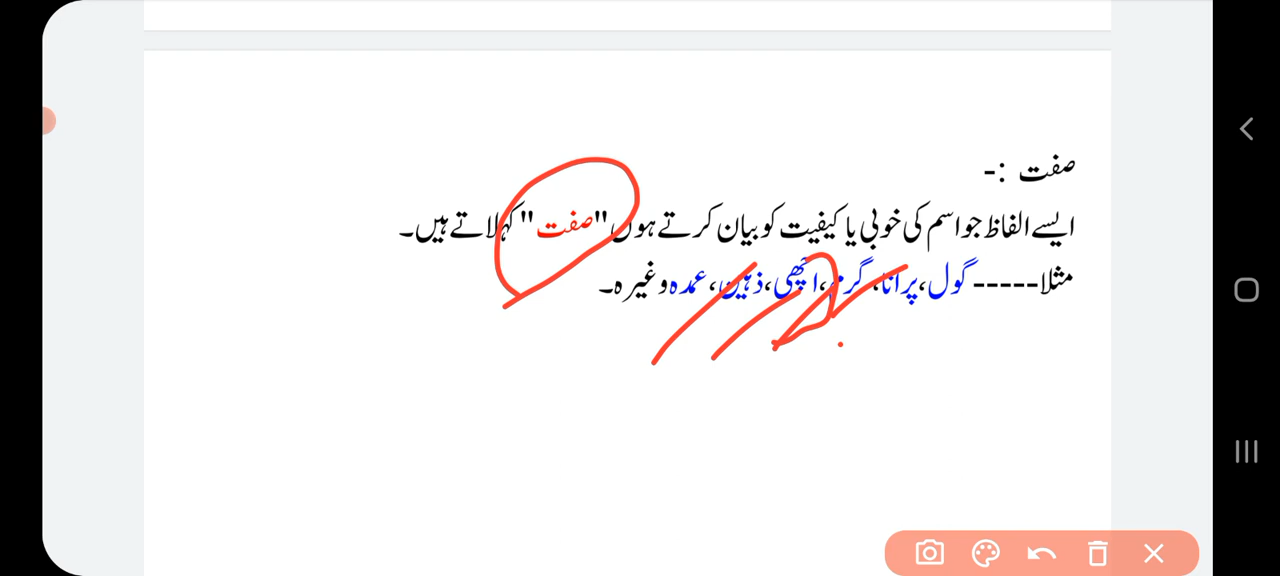 صفت :-
ایسے الفاظ جو اسم کی خوبی یا کیفیت کو بیان کرتے ہوں "صفت" کہلاتے ہیں۔
مثلا-----گول، پرانا، گرم، اچھی، ذہین، عمدہ وغیرہ۔